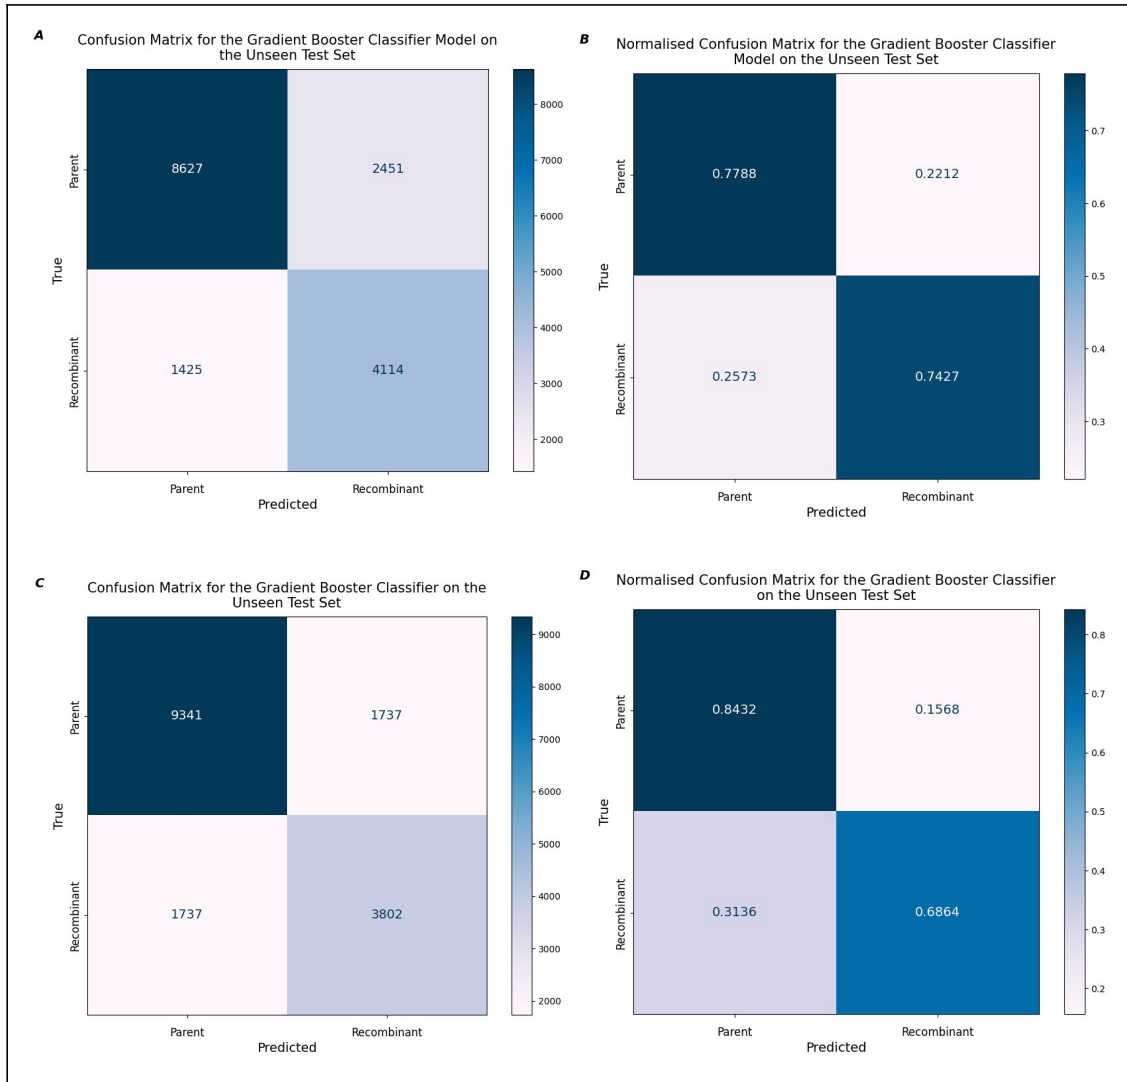 A
Confusion Matrix for the Gradient Booster Classifier Model on
the Unseen Test Set
Parent
Recombinant
True
8627
2451
1425
4114
Parent
Recombinant
Predicted
8000
7000
6000
5000
4000
3000
2000
B
Normalised Confusion Matrix for the Gradient Booster Classifier
Model on the Unseen Test Set
Parent
Recombinant
True
0.7788
0.2212
0.2573
0.7427
Parent
Recombinant
Predicted
0.7
0.6
0.5
0.4
0.3
C
Confusion Matrix for the Gradient Booster Classifier on the
Unseen Test Set
Parent
Recombinant
True
9341
1737
1737
3802
Parent
Recombinant
Predicted
9000
8000
7000
6000
5000
4000
3000
2000
D
Normalised Confusion Matrix for the Gradient Booster Classifier
on the Unseen Test Set
Parent
Recombinant
True
0.8432
0.1568
0.3136
0.6864
Parent
Recombinant
Predicted
0.8
0.7
0.6
0.5
0.4
0.3
0.2